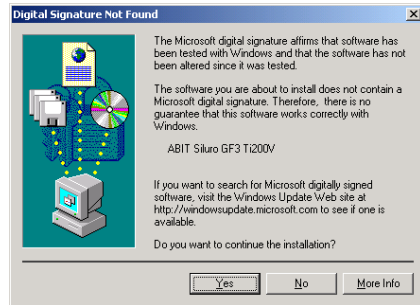 Digital Signature Not Found
The Microsoft digital signature affirms that software has
been tested with Windows and that the software has not
been altered since it was tested.
The software you are about to install does not contain a
Microsoft digital signature. Therefore, there is no
guarantee that this software works correctly with
Windows.
ABIT Siluro GF3 Ti200V
If you want to search for Microsoft digitally signed
software, visit the Windows Update Web site at
http://windowsupdate.microsoft.com to see if one is
available.
Do you want to continue the installation?
Yes No More Info